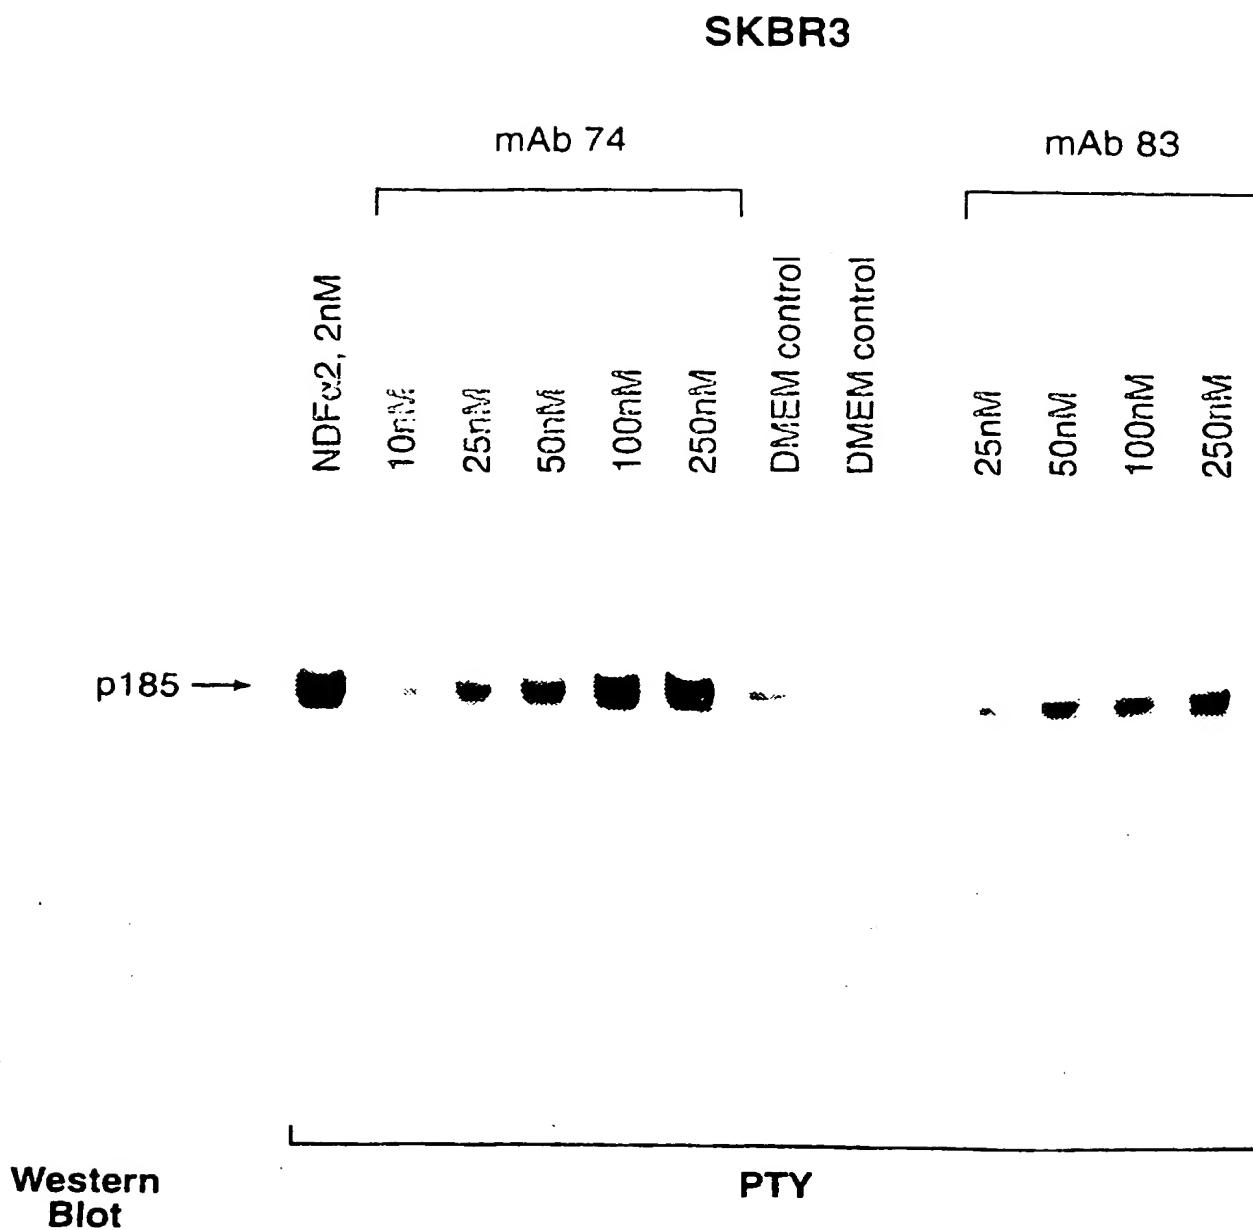 SKBR3
mAb 74
mAb 83
NDFα2, 2nM
10nM
25nM
50nM
100nM
250nM
DMEM control
DMEM control
25nM
50nM
100nM
250nM
p185
Western
Blot
PTY